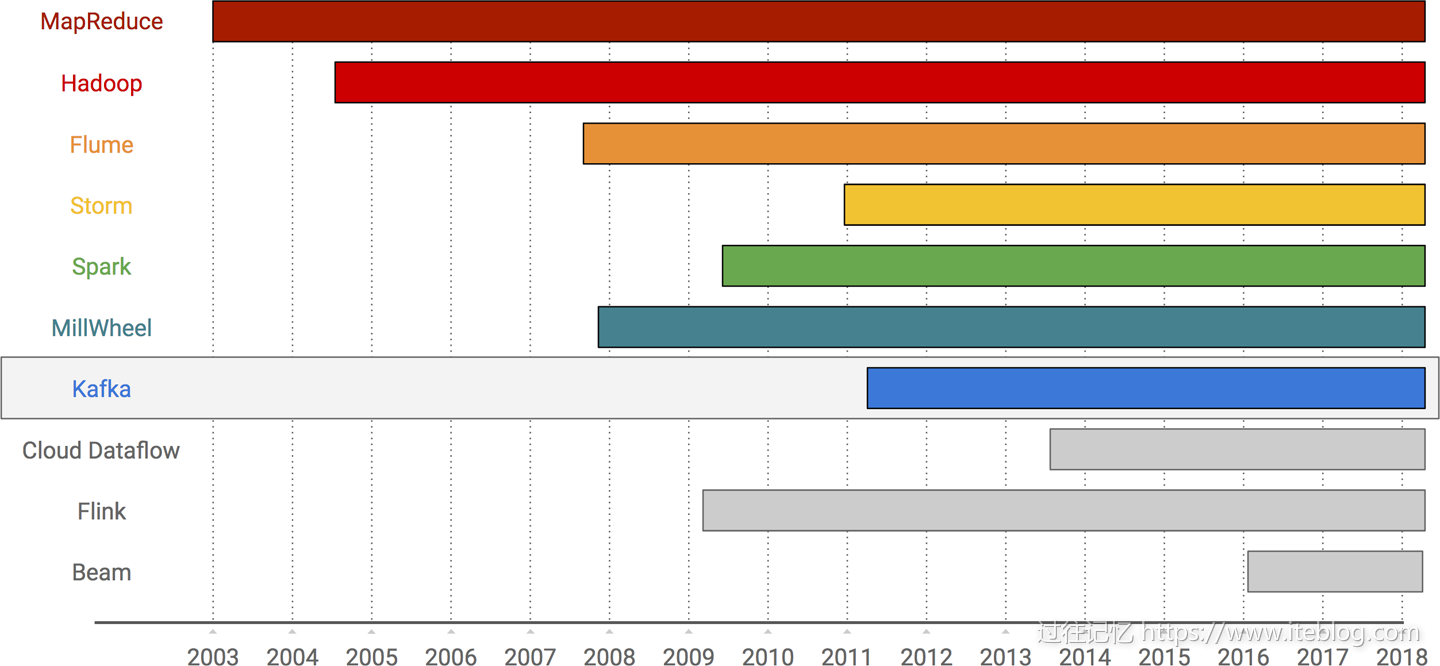 MapReduce
Hadoop
Flume
Storm
Spark
MillWheel
Kafka
Cloud Dataflow
Flink
Beam
过往记忆 https://www.iteblog.com
2003 2004 2005 2006 2007 2008 2009 2010 2011 2012 2013 2014 2015 2016 2017 2018